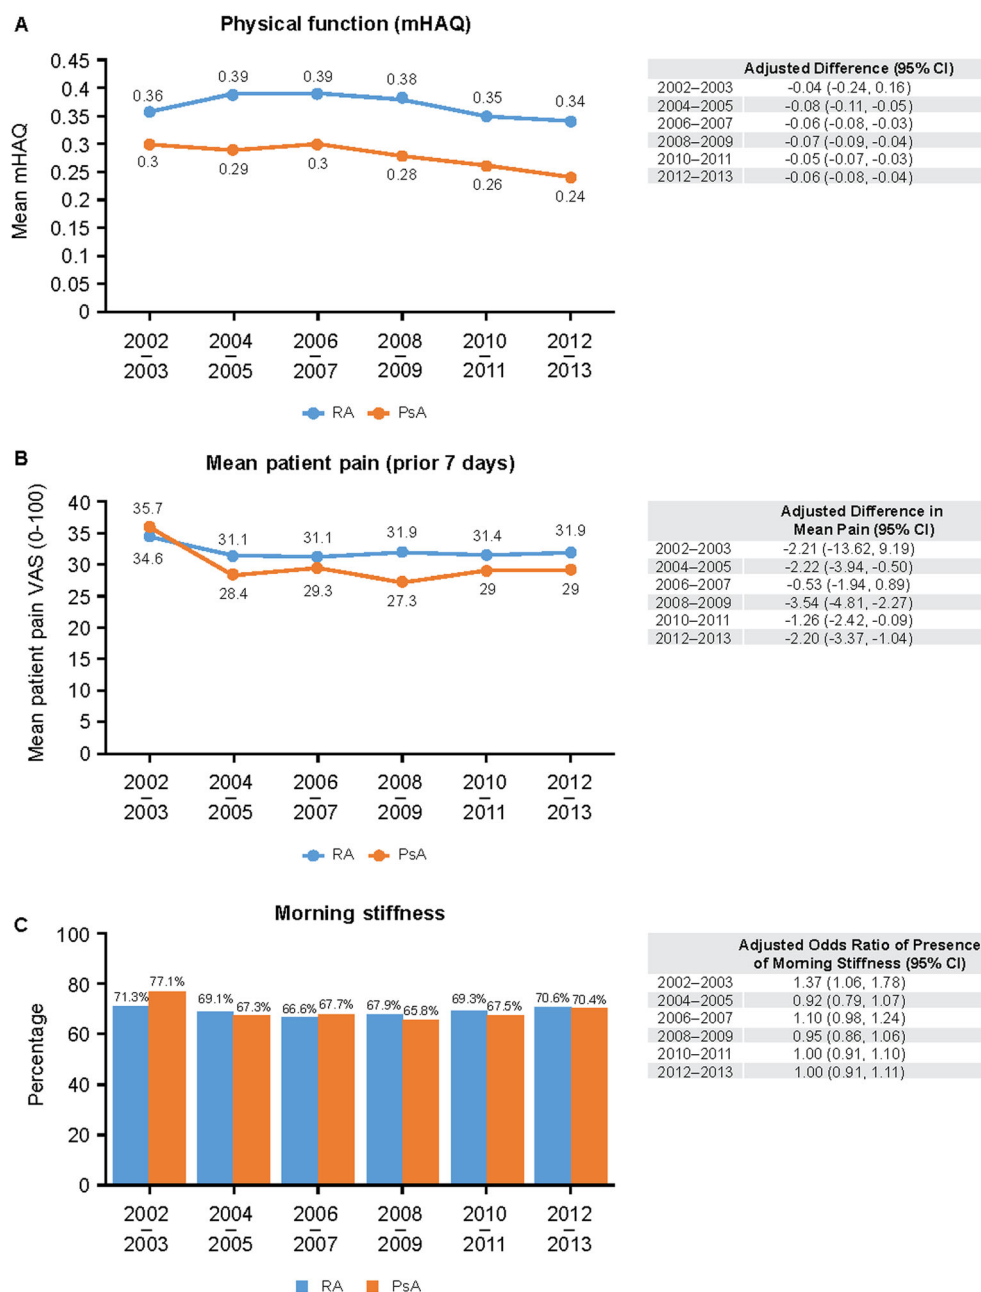 A
Physical function (mHAQ)
Mean mHAQ
0.45
0.4
0.35
0.3
0.25
0.2
0.15
0.1
0.05
0
0.36
0.39
0.39
0.38
0.35
0.34
0.3
0.29
0.3
0.28
0.26
0.24
2002–2003
2004–2005
2006–2007
2008–2009
2010–2011
2012–2013
RA
PsA
Adjusted Difference (95% CI)
2002–2003 -0.04 (-0.24, 0.16)
2004–2005 -0.08 (-0.11, -0.05)
2006–2007 -0.06 (-0.08, -0.03)
2008–2009 -0.07 (-0.09, -0.04)
2010–2011 -0.05 (-0.07, -0.03)
2012–2013 -0.06 (-0.08, -0.04)
B
Mean patient pain (prior 7 days)
Mean patient pain VAS (0-100)
40
35
30
25
20
15
10
5
0
35.7
34.6
31.1
31.1
31.9
31.4
31.9
28.4
29.3
27.3
29
29
2002–2003
2004–2005
2006–2007
2008–2009
2010–2011
2012–2013
RA
PsA
Adjusted Difference in
Mean Pain (95% CI)
2002–2003 -2.21 (-13.62, 9.19)
2004–2005 -2.22 (-3.94, -0.50)
2006–2007 -0.53 (-1.94, 0.89)
2008–2009 -3.54 (-4.81, -2.27)
2010–2011 -1.26 (-2.42, -0.09)
2012–2013 -2.20 (-3.37, -1.04)
C
Morning stiffness
Percentage
100
80
60
40
20
0
71.3% 77.1%
69.1% 67.3%
66.6% 67.7%
67.9% 65.8%
69.3% 67.5%
70.6% 70.4%
2002–2003
2004–2005
2006–2007
2008–2009
2010–2011
2012–2013
RA
PsA
Adjusted Odds Ratio of Presence
of Morning Stiffness (95% CI)
2002–2003 1.37 (1.06, 1.78)
2004–2005 0.92 (0.79, 1.07)
2006–2007 1.10 (0.98, 1.24)
2008–2009 0.95 (0.86, 1.06)
2010–2011 1.00 (0.91, 1.10)
2012–2013 1.00 (0.91, 1.11)